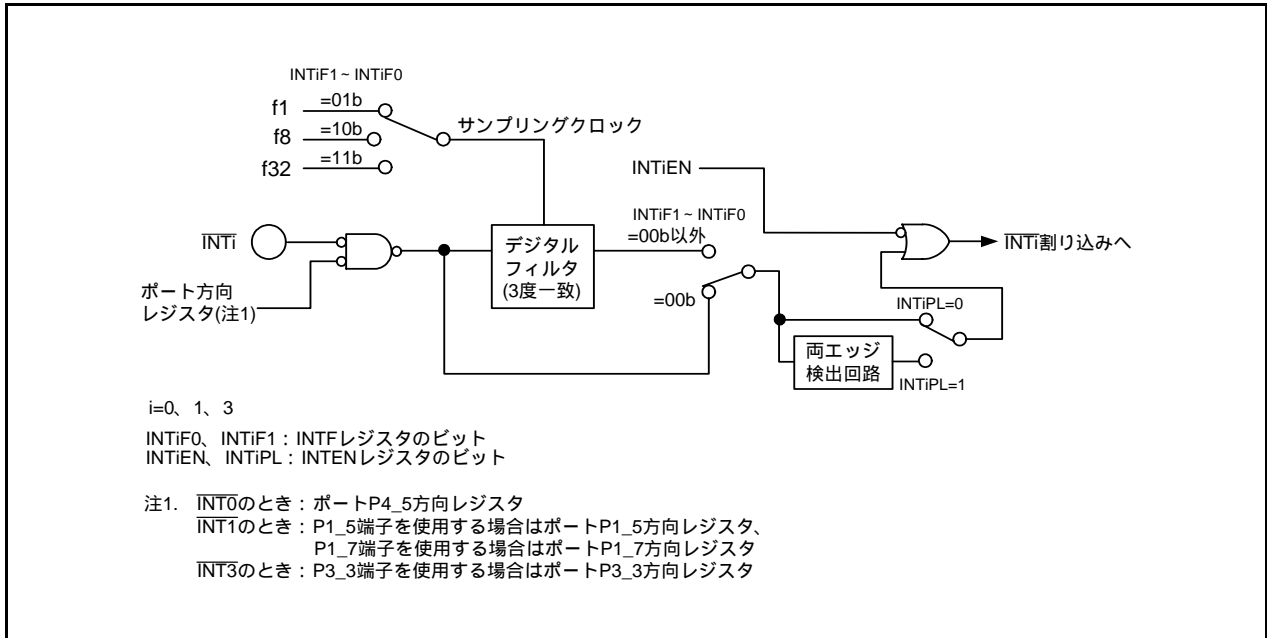 INTiF1~INTiF0
f1 =01b
f8 =10b
f32 =11b
サンプリングクロック
INTiEN
INTi
INTiF1~INTiF0
=00b以外
デジタル
フィルタ
(3度一致)
INTi割り込みへ
ポート方向
レジスタ(注1)
=00b
INTiPL=0
両エッジ
検出回路
INTiPL=1
i=0、1、3
INTiF0、INTiF1:INTFレジスタのビット
INTiEN、INTiPL:INTENレジスタのビット
注1. INT0のとき:ポートP4_5方向レジスタ
INT1のとき:P1_5端子を使用する場合はポートP1_5方向レジスタ、
P1_7端子を使用する場合はポートP1_7方向レジスタ
INT3のとき:P3_3端子を使用する場合はポートP3_3方向レジスタ